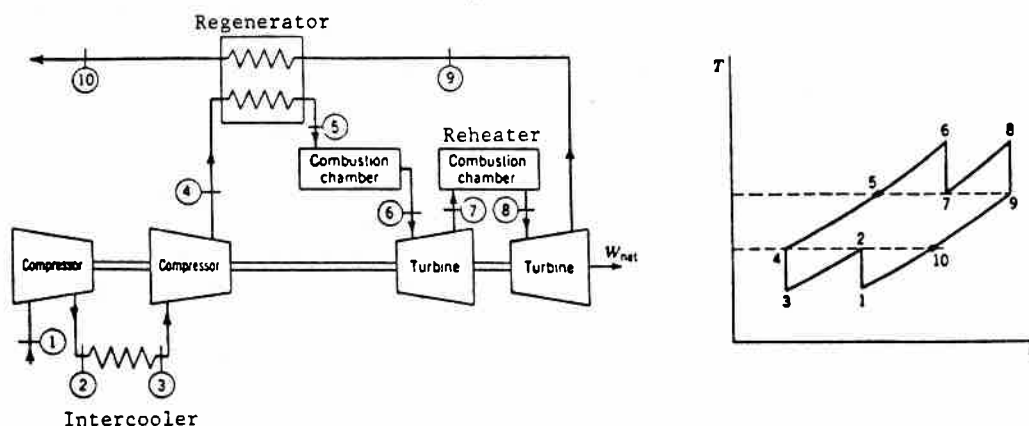 Regenerator
10
9
5
Reheater
Combustion
chamber
Combustion
chamber
4
6
7
8
Compressor
Compressor
Turbine
Turbine
Wnet
1
2
3
Intercooler
T
6
8
5
7
9
4
2
10
3
1